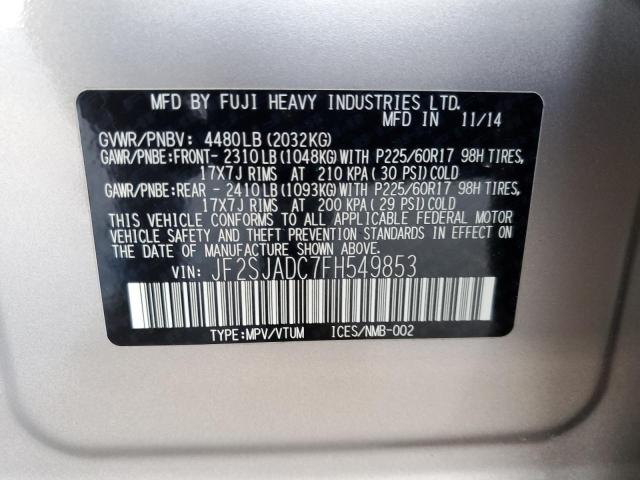 MFD BY FUJI HEAVY INDUSTRIES LTD.
MFD IN 11/14
GVWR/PNBV: 4480LB (2032KG)
GAWR/PNBE:FRONT- 2310LB (1048KG)WITH P225/60R17 98H TIRES,
17X7J RIMS AT 210 KPA ( 30 PSI) COLD
GAWR/PNBE:REAR - 2410LB (1093KG)WITH P225/60R17 98H TIRES,
17X7J RIMS AT 200 KPA ( 29 PSI) COLD
THIS VEHICLE CONFORMS TO ALL APPLICABLE FEDERAL MOTOR
VEHICLE SAFETY AND THEFT PREVENTION STANDARDS IN EFFECT ON THE
DATE OF MANUFACTURE SHOWN ABOVE.
VIN: JF2SJADC7FH549853
TYPE:MPV/VTUM ICES/NMB-002